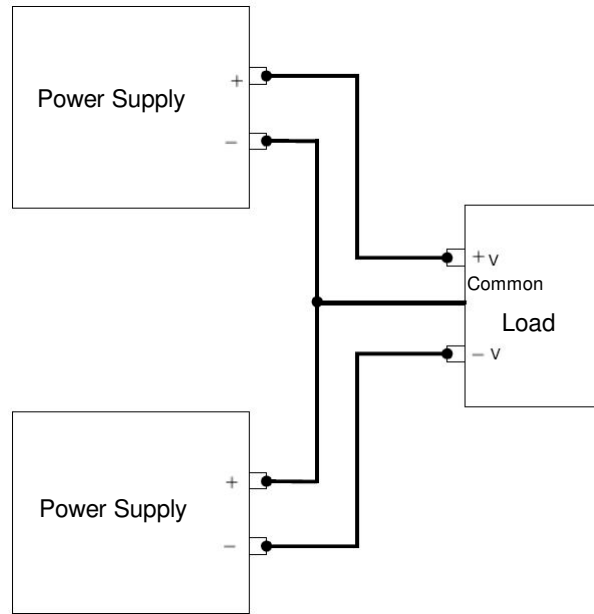 +
Power Supply
−
+ V
Common
Load
− V
+
Power Supply
−